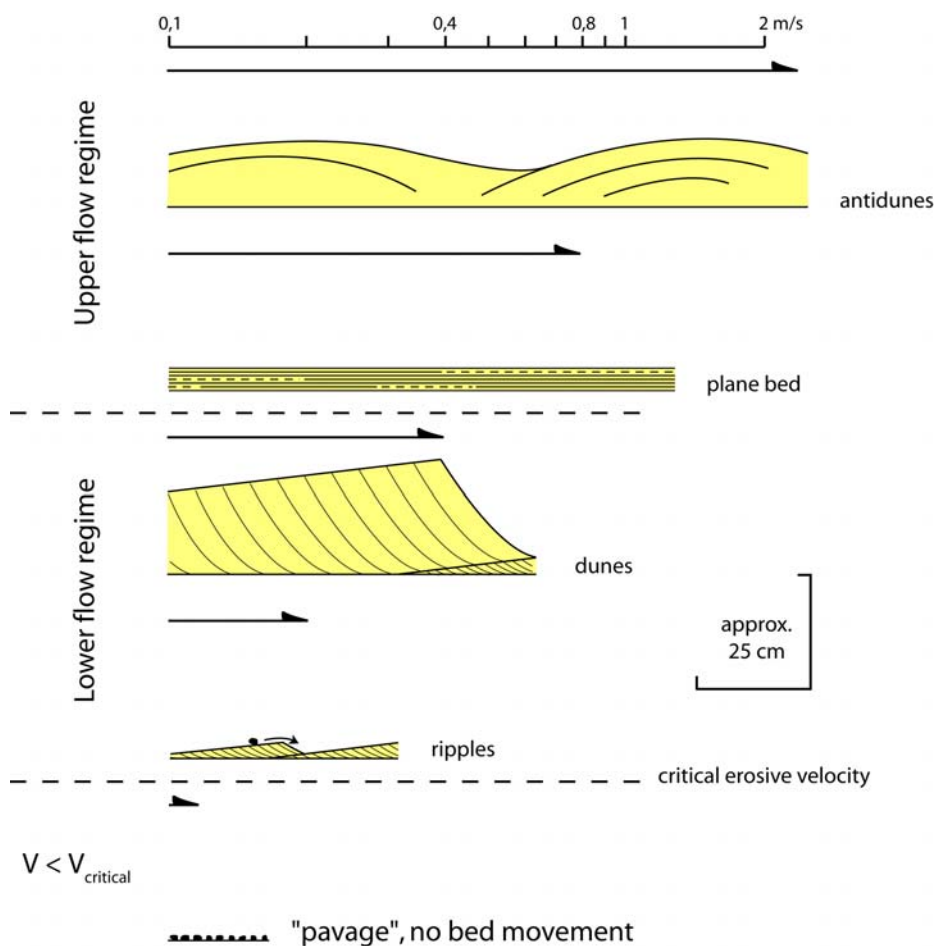 0,1 0,4 0,8 1 2 m/s
Upper flow regime
antidunes
plane bed
Lower flow regime
dunes
approx.
25 cm
ripples
critical erosive velocity
V < Vcritical
"pavage", no bed movement